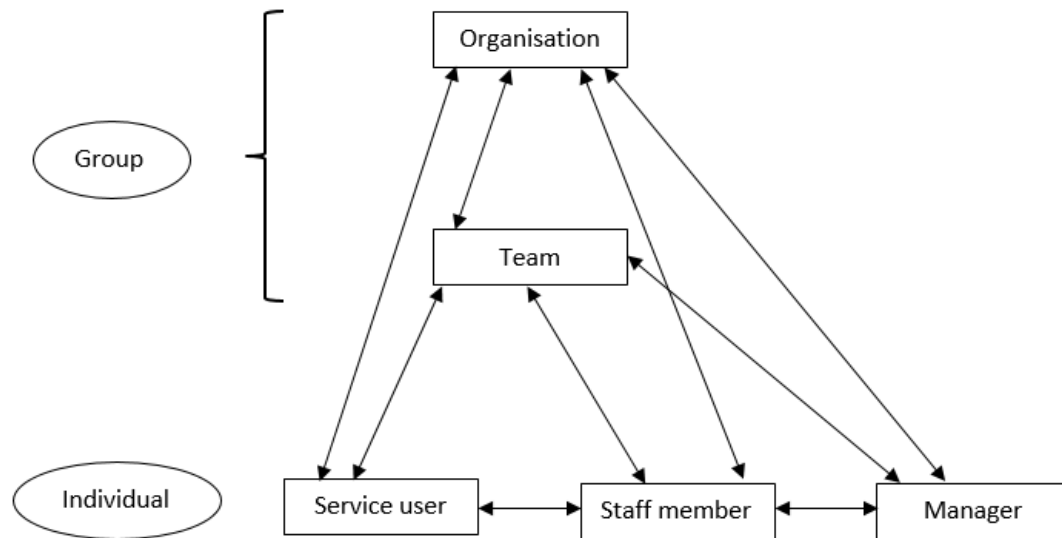 Organisation
Group
Team
Individual
Service user
Staff member
Manager